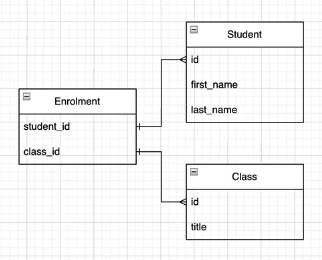 Student
id
first_name
last_name
Enrolment
student_id
class_id
Class
id
title